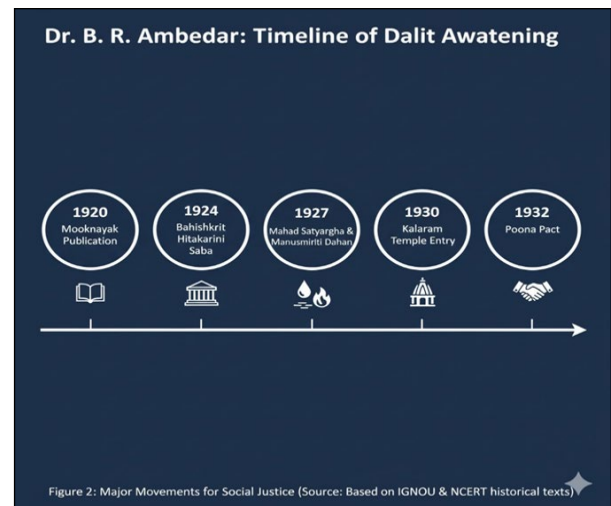 Dr. B. R. Ambedar: Timeline of Dalit Awatening
1920
Mooknayak
Publication
1924
Bahishkrit
Hitakarini
Saba
1927
Mahad Satyargha &
Manusmiriti Dahan
1930
Kalaram
Temple Entry
1932
Poona Pact
Figure 2: Major Movements for Social Justice (Source: Based on IGNOU & NCERT historical texts)